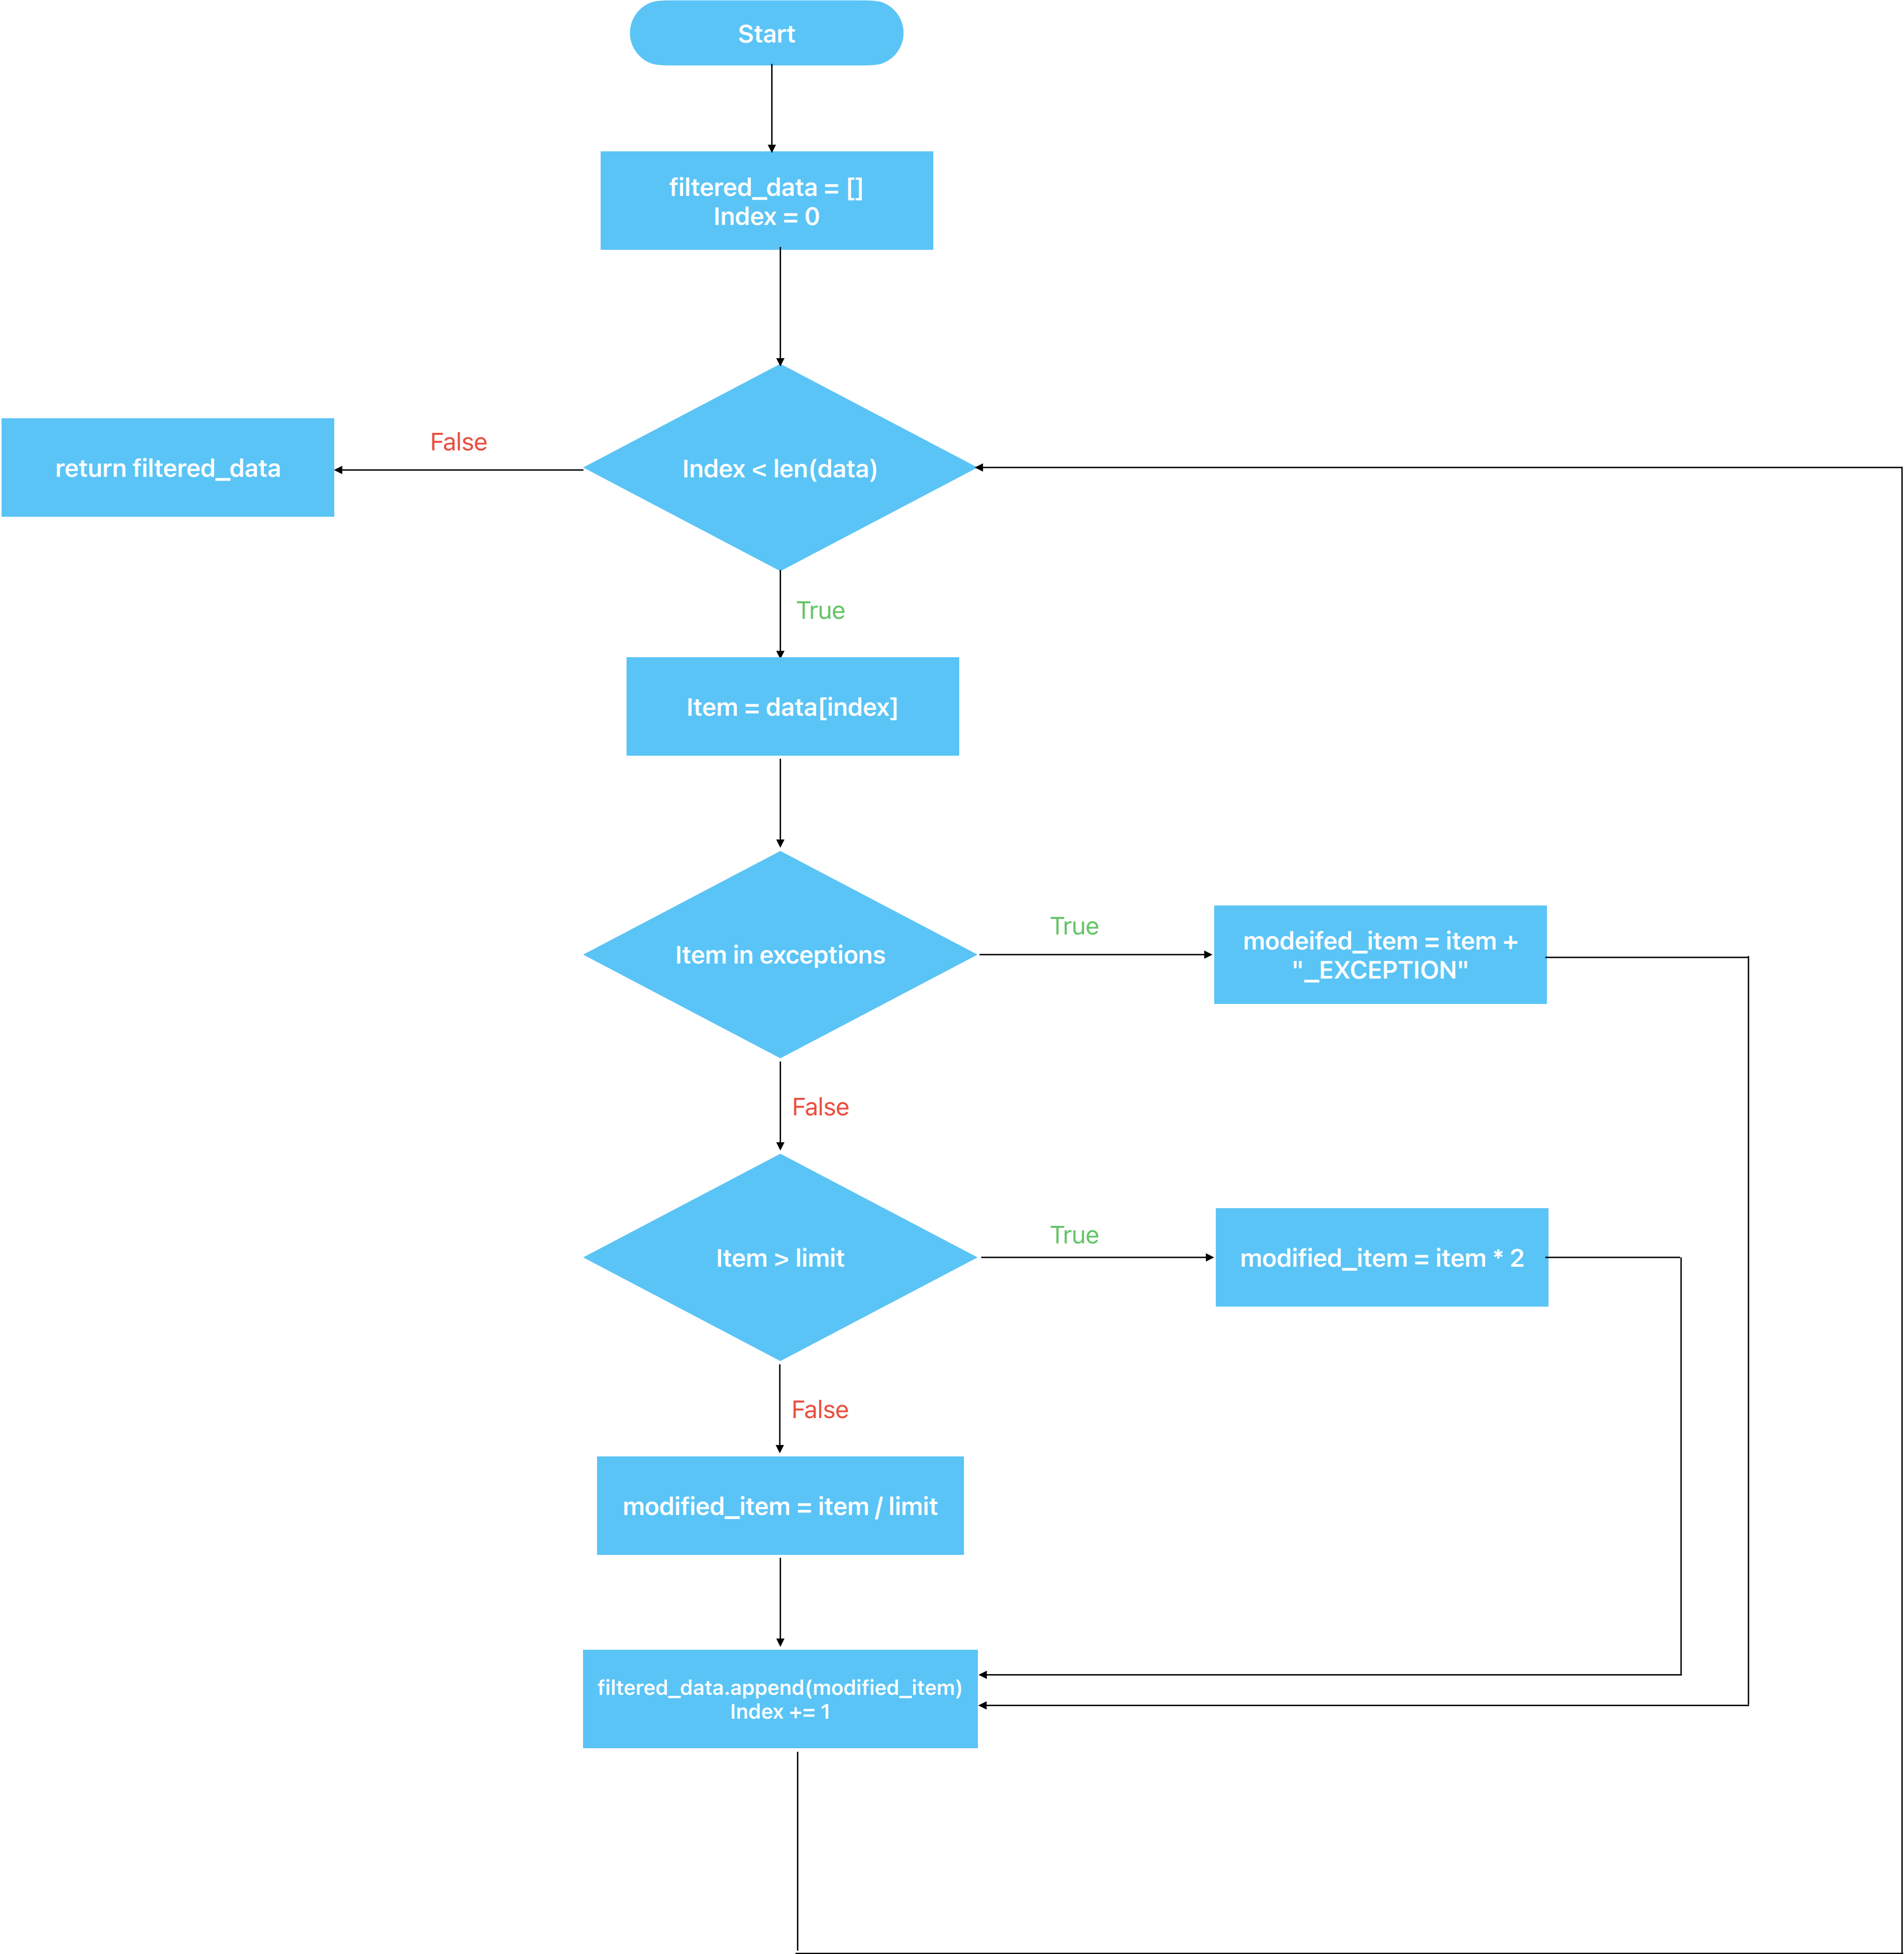 Start
filtered_data = []
Index = 0
Index < len(data)
False
return filtered_data
True
Item = data[index]
Item in exceptions
True
modeifed_item = item +
"_EXCEPTION"
False
Item > limit
True
modified_item = item * 2
False
modified_item = item / limit
filtered_data.append(modified_item)
Index += 1